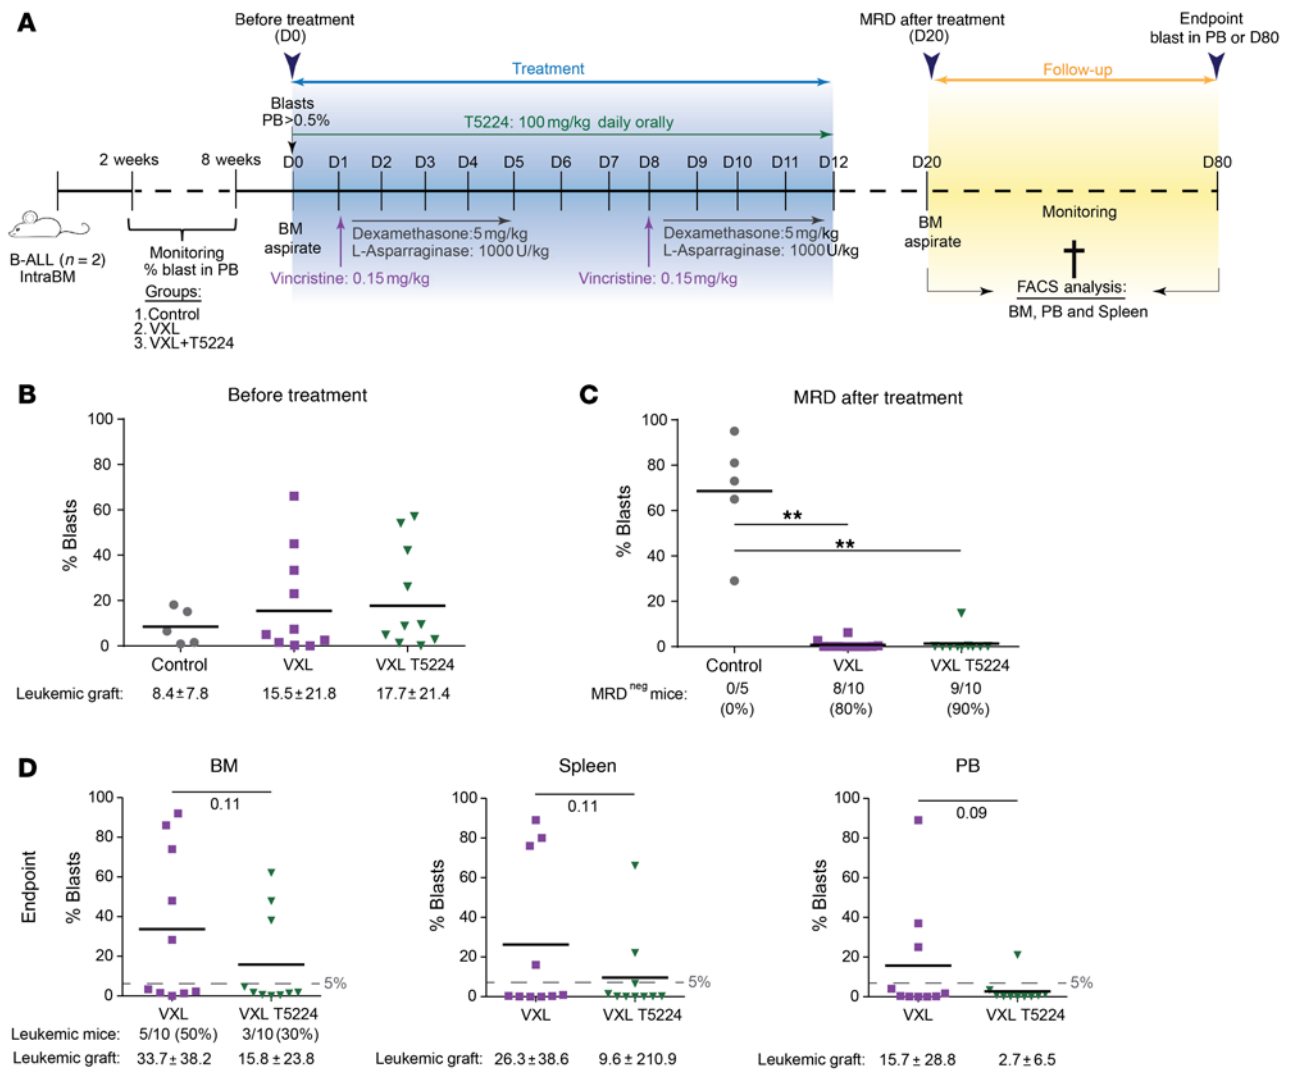 A
Before treatment
(D0)
MRD after treatment
(D20)
Endpoint
blast in PB or D80
Treatment
Follow-up
Blasts
PB>0.5%
T5224: 100 mg/kg daily orally
2 weeks
8 weeks
D0 D1 D2 D3 D4 D5 D6 D7 D8 D9 D10 D11 D12 D20 D80
B-ALL (n = 2)
IntraBM
Monitoring
% blast in PB
Groups:
1. Control
2. VXL
3. VXL+T5224
BM
aspirate
Dexamethasone: 5 mg/kg
L-Asparraginase: 1000 U/kg
Vincristine: 0.15 mg/kg
Dexamethasone: 5 mg/kg
L-Asparraginase: 1000 U/kg
Vincristine: 0.15 mg/kg
BM
aspirate
Monitoring
FACS analysis:
BM, PB and Spleen
B
Before treatment
% Blasts
100
80
60
40
20
0
Control VXL VXL T5224
Leukemic graft: 8.4 ± 7.8 15.5 ± 21.8 17.7 ± 21.4
C
MRD after treatment
% Blasts
100
80
60
40
20
0
**
**
Control VXL VXL T5224
MRD neg mice: 0/5 8/10 9/10
(0%) (80%) (90%)
D
Endpoint
BM
% Blasts
100
80
60
40
20
0
0.11
5%
VXL VXL T5224
Leukemic mice: 5/10 (50%) 3/10 (30%)
Leukemic graft: 33.7 ± 38.2 15.8 ± 23.8
Spleen
% Blasts
100
80
60
40
20
0
0.11
5%
VXL VXL T5224
Leukemic graft: 26.3 ± 38.6 9.6 ± 210.9
PB
% Blasts
100
80
60
40
20
0
0.09
5%
VXL VXL T5224
Leukemic graft: 15.7 ± 28.8 2.7 ± 6.5